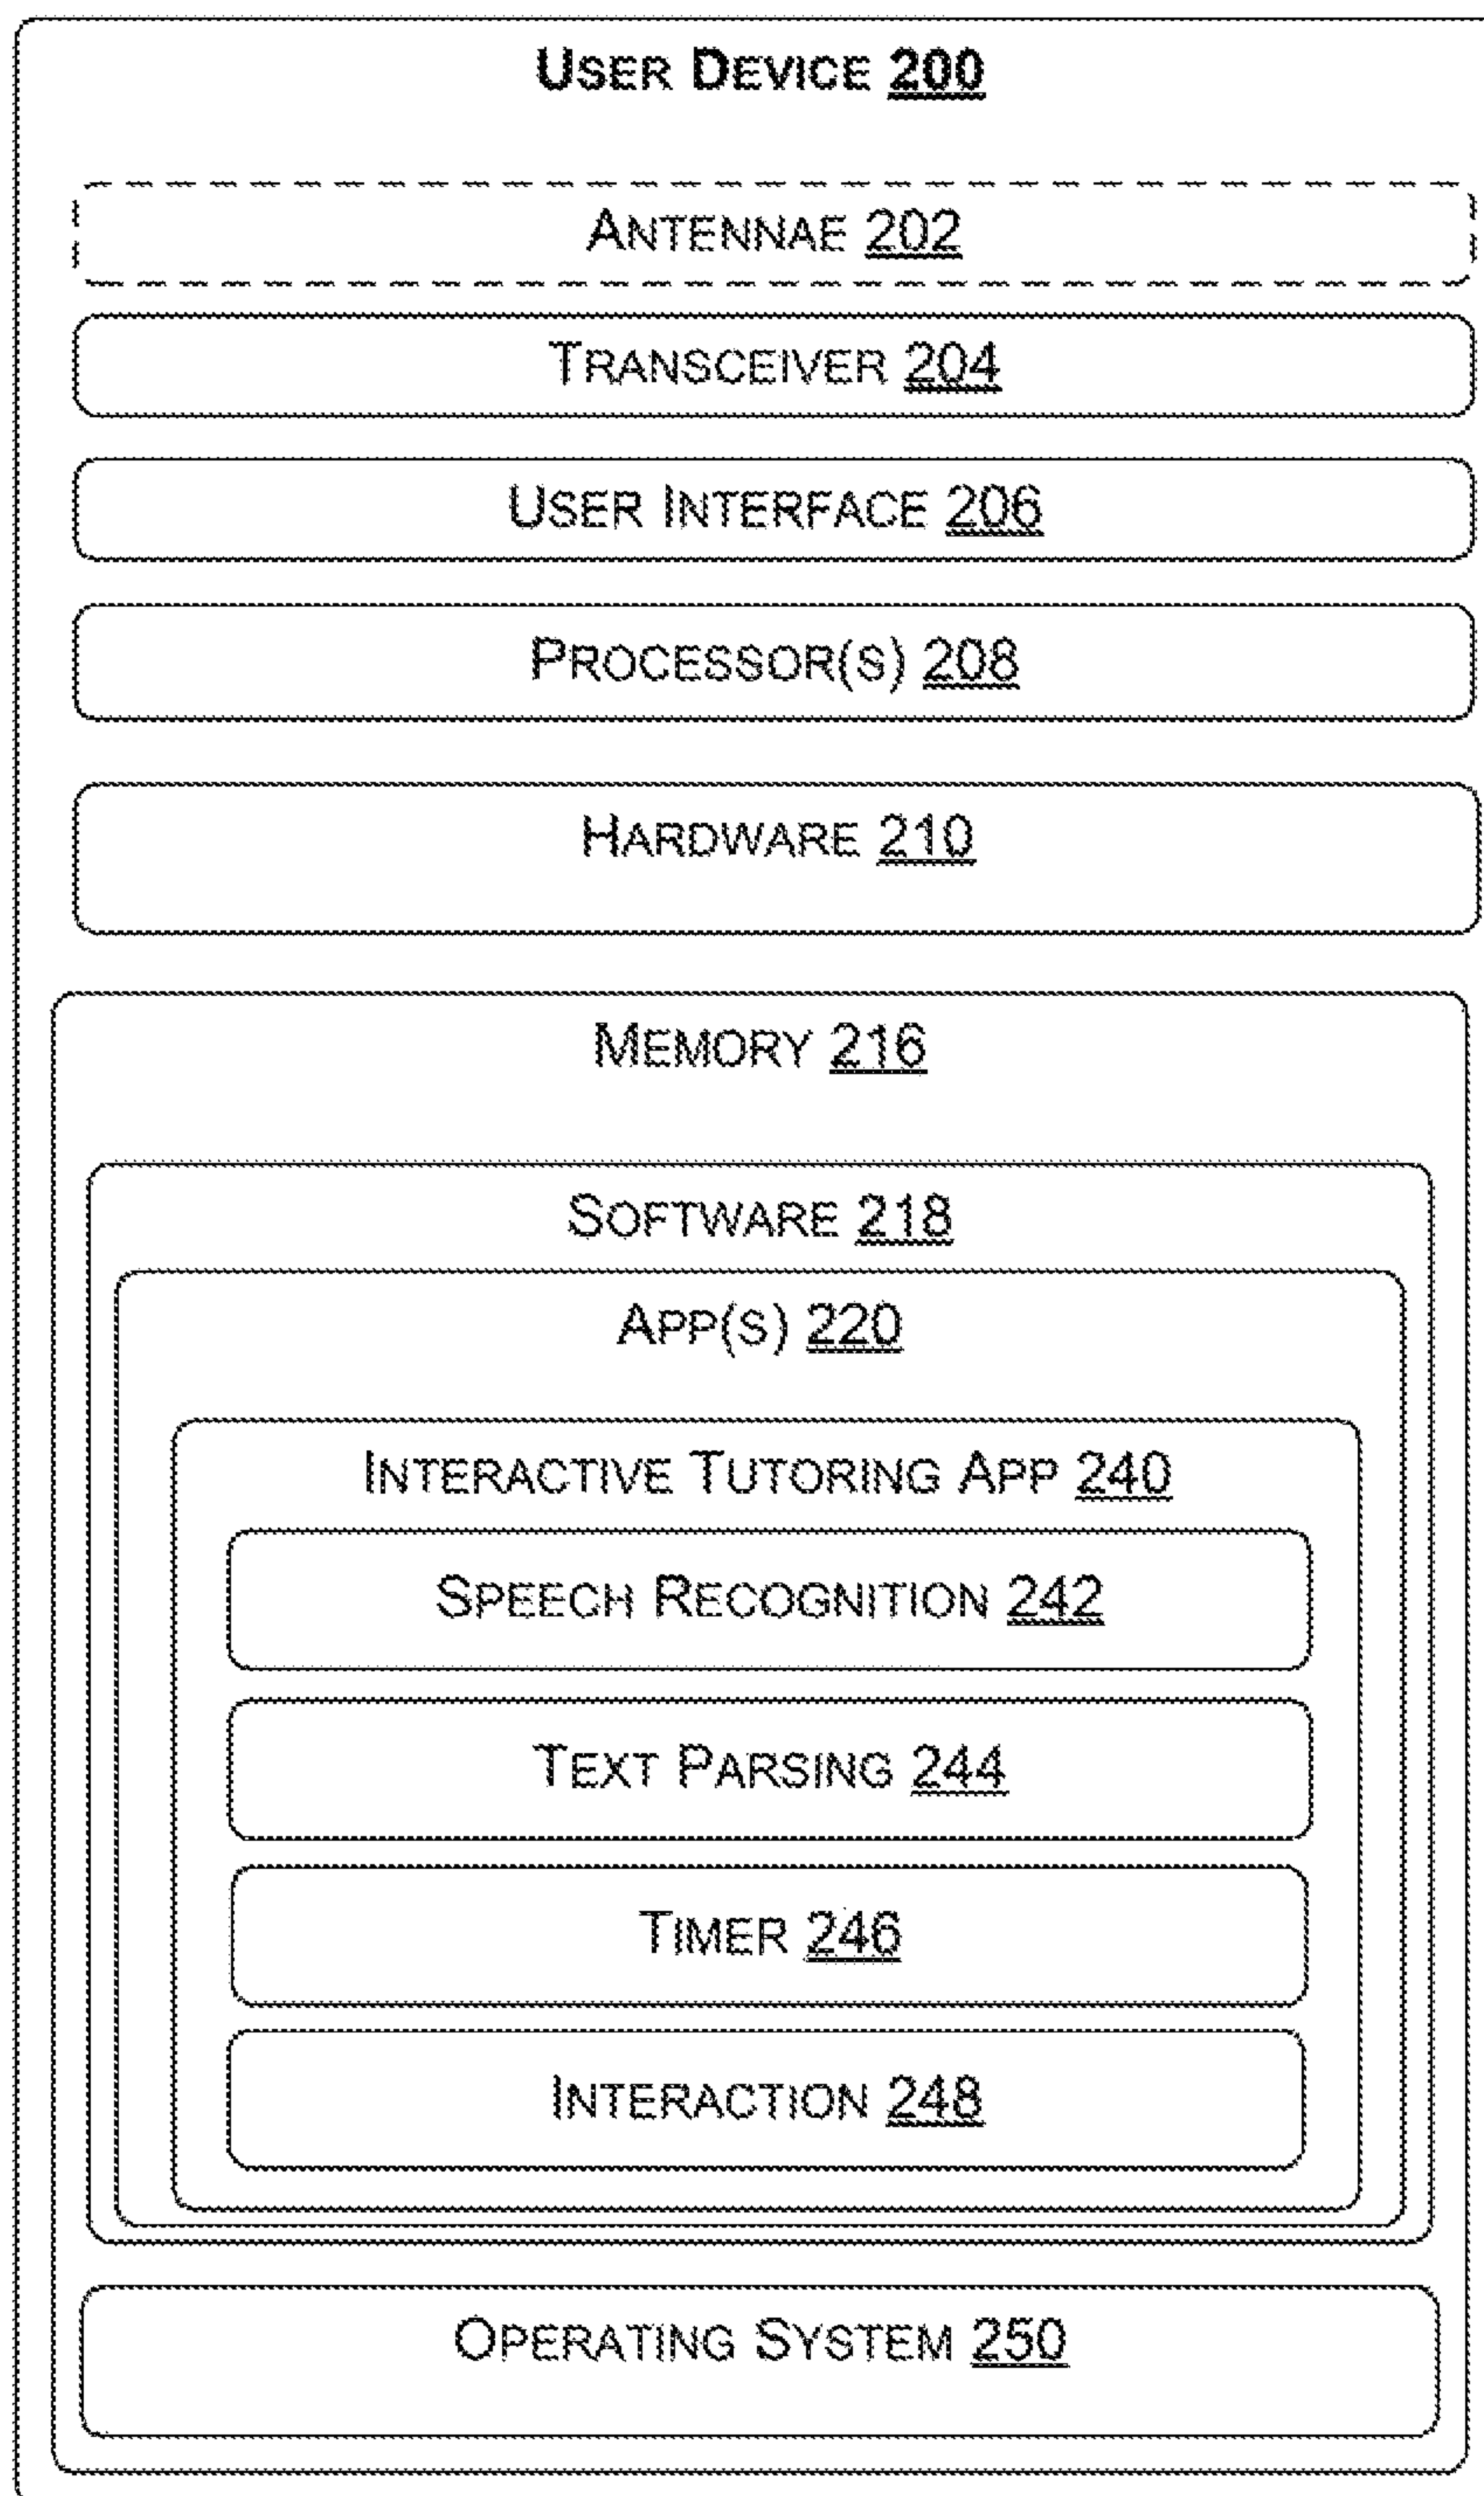 USER DEVICE 200
ANTENNAE 202
TRANSCEIVER 204
USER INTERFACE 206
PROCESSOR(S) 208
HARDWARE 210
MEMORY 216
SOFTWARE 218
APP(S) 220
INTERACTIVE TUTORING APP 240
SPEECH RECOGNITION 242
TEXT PARSING 244
TIMER 246
INTERACTION 248
OPERATING SYSTEM 250